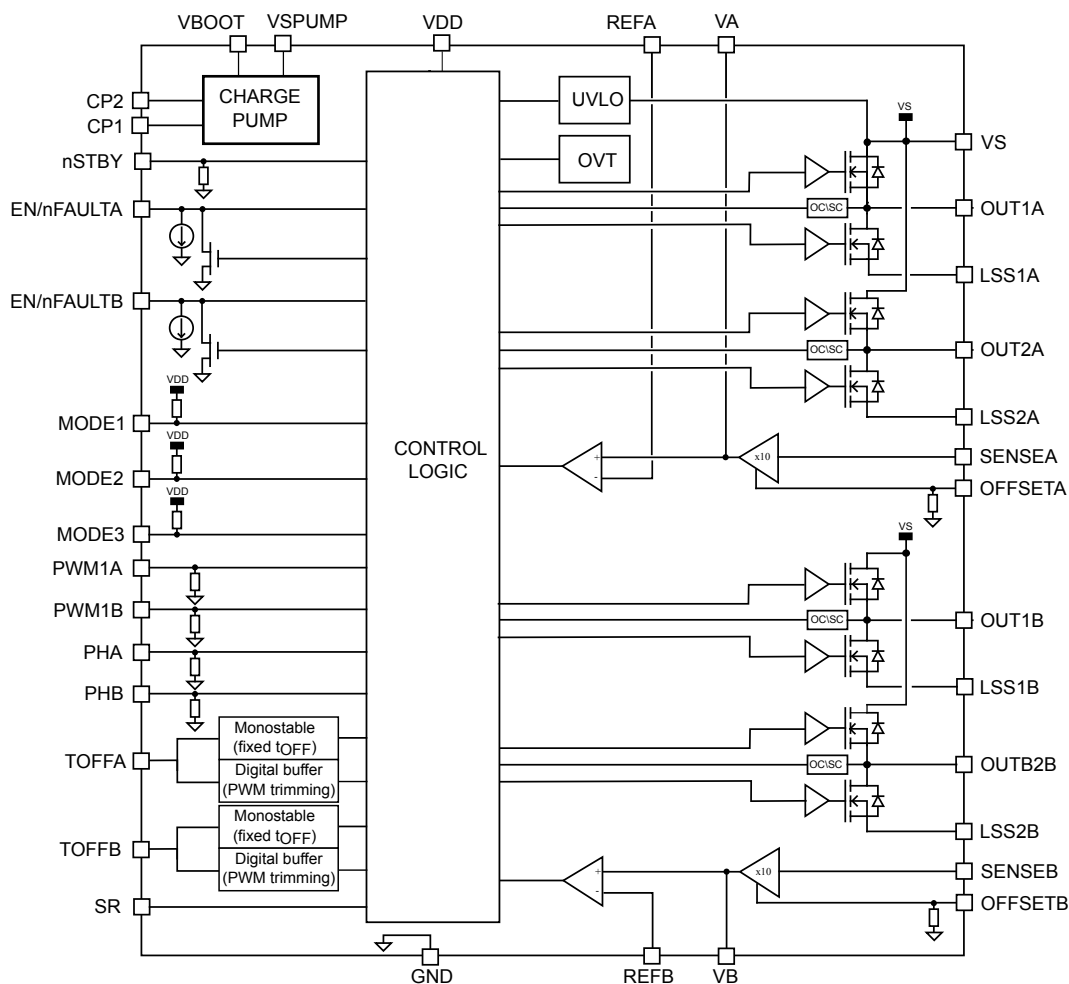 VBOOT VSPUMP VDD REFA VA
CHARGE
PUMP
CP2
CP1
nSTBY
EN/nFAULTA
EN/nFAULTB
VDD
MODE1
VDD
MODE2
VDD
MODE3
PWM1A
PWM1B
PHA
PHB
TOFFA
Monostable
(fixed tOFF)
Digital buffer
(PWM trimming)
TOFFB
Monostable
(fixed tOFF)
Digital buffer
(PWM trimming)
SR
CONTROL
LOGIC
UVLO
OVT
VS
VS
OC\SC
OUT1A
LSS1A
OC\SC
OUT2A
LSS2A
+
-
x10
SENSEA
OFFSETA
VS
OC\SC
OUT1B
LSS1B
OC\SC
OUTB2B
LSS2B
+
-
x10
SENSEB
OFFSETB
GND REFB VB